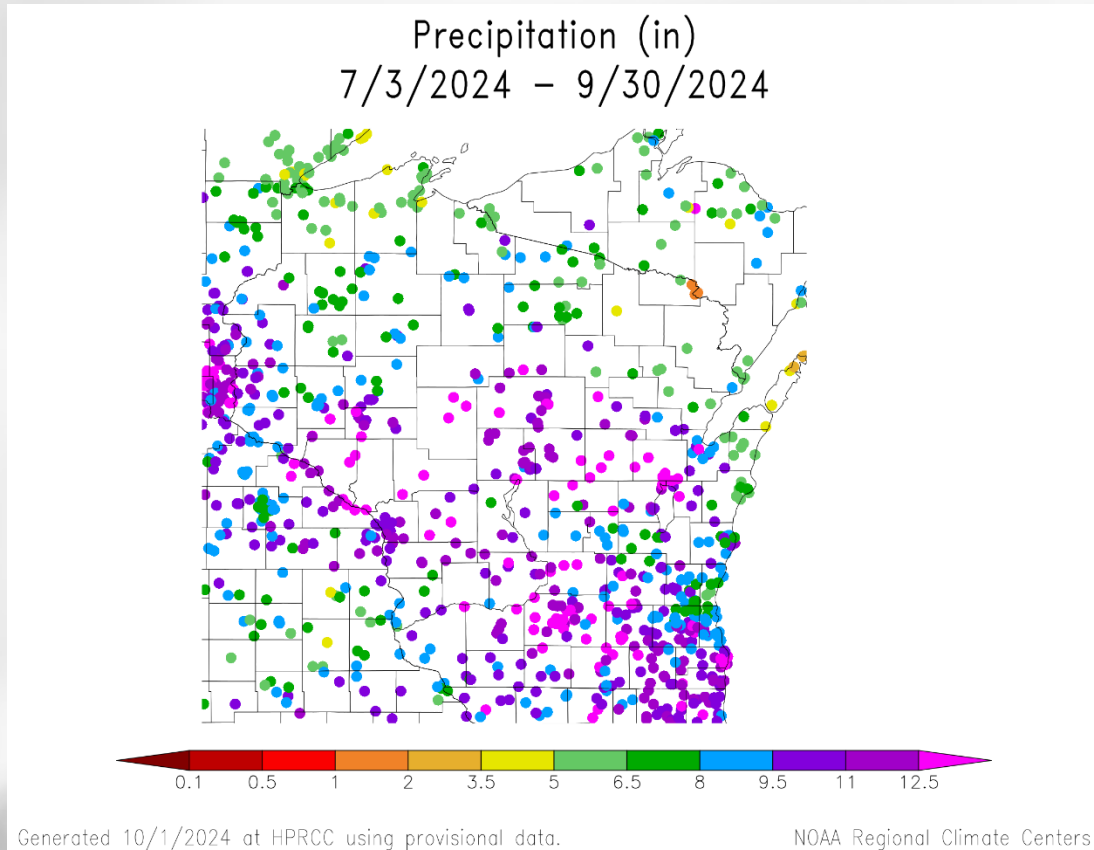 Precipitation (in)
7/3/2024 – 9/30/2024
0.1 0.5 1 2 3.5 5 6.5 8 9.5 11 12.5
Generated 10/1/2024 at HPRCC using provisional data.
NOAA Regional Climate Centers